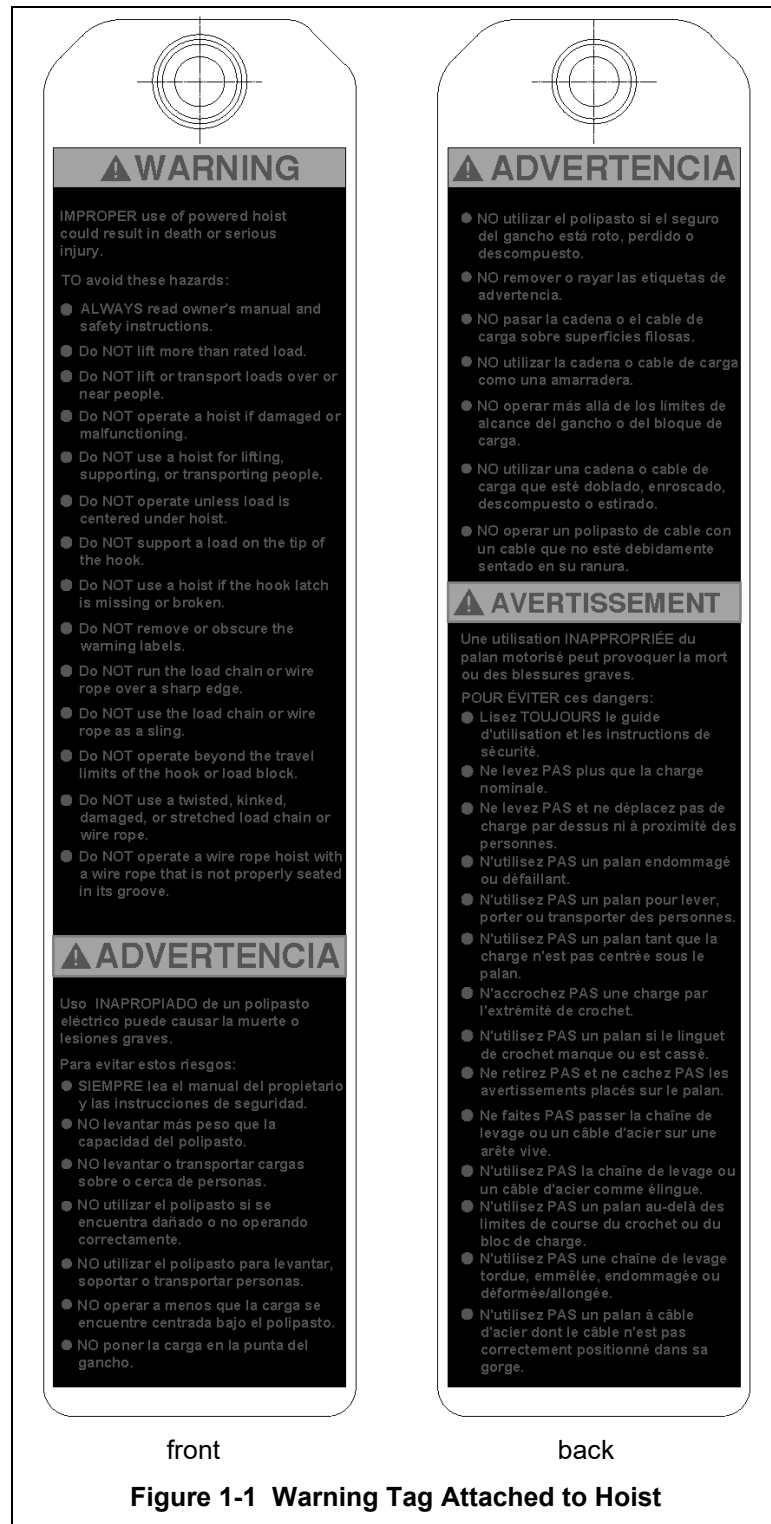 WARNING
IMPROPER use of powered hoist
could result in death or serious
injury.
TO avoid these hazards:
● ALWAYS read owner's manual and
safety instructions.
● Do NOT lift more than rated load.
● Do NOT lift or transport loads over or
near people.
● Do NOT operate a hoist if damaged or
malfunctioning.
● Do NOT use a hoist for lifting,
supporting, or transporting people.
● Do NOT operate unless load is
centered under hoist.
● Do NOT support a load on the tip of
the hook.
● Do NOT use a hoist if the hook latch
is missing or broken.
● Do NOT remove or obscure the
warning labels.
● Do NOT run the load chain or wire
rope over a sharp edge.
● Do NOT use the load chain or wire
rope as a sling.
● Do NOT operate beyond the travel
limits of the hook or load block.
● Do NOT use a twisted, kinked,
damaged, or stretched load chain or
wire rope.
● Do NOT operate a wire rope hoist with
a wire rope that is not properly seated
in its groove.
ADVERTENCIA
Uso INAPROPIADO de un polipasto
eléctrico puede causar la muerte o
lesiones graves.
Para evitar estos riesgos:
● SIEMPRE lea el manual del propietario
y las instrucciones de seguridad.
● NO levantar más peso que la
capacidad del polipasto.
● NO levantar o transportar cargas
sobre o cerca de personas.
● NO utilizar el polipasto si se
encuentra dañado o no operando
correctamente.
● NO utilizar el polipasto para levantar,
soportar o transportar personas.
● NO operar a menos que la carga se
encuentre centrada bajo el polipasto.
● NO poner la carga en la punta del
gancho.
front
ADVERTENCIA
● NO utilizar el polipasto si el seguro
del gancho está roto, perdido o
descompuesto.
● NO remover o rayar las etiquetas de
advertencia.
● NO pasar la cadena o el cable de
carga sobre superficies filosas.
● NO utilizar la cadena o cable de carga
como una amarradera.
● NO operar más allá de los límites de
alcance del gancho o del bloque de
carga.
● NO utilizar una cadena o cable de
carga que esté doblado, enroscado,
descompuesto o estirado.
● NO operar un polipasto de cable con
un cable que no esté debidamente
sentado en su ranura.
AVERTISSEMENT
Une utilisation INAPPROPRIÉE du
palan motorisé peut provoquer la mort
ou des blessures graves.
POUR ÉVITER ces dangers:
● Lisez TOUJOURS le guide
d'utilisation et les instructions de
sécurité.
● Ne levez PAS plus que la charge
nominale.
● Ne levez PAS et ne déplacez pas de
charge par dessus ni à proximité des
personnes.
● N'utilisez PAS un palan endommagé
ou défaillant.
● N'utilisez PAS un palan pour lever,
porter ou transporter des personnes.
● N'utilisez PAS un palan tant que la
charge n'est pas centrée sous le
palan.
● N'accrochez PAS une charge par
l'extrémité de crochet.
● N'utilisez PAS un palan si le linguet
de crochet manque ou est cassé.
● Ne retirez PAS et ne cachez PAS les
avertissements placés sur le palan.
● Ne faites PAS passer la chaîne de
levage ou un câble d'acier sur une
arête vive.
● N'utilisez PAS la chaîne de levage ou
un câble d'acier comme élingue.
● N'utilisez PAS un palan au-delà des
limites de course du crochet ou du
bloc de charge.
● N'utilisez PAS une chaîne de levage
tordue, emmêlée, endommagée ou
déformée/allongée.
● N'utilisez PAS un palan à câble
d'acier dont le câble n'est pas
correctement positionné dans sa
gorge.
back
Figure 1-1 Warning Tag Attached to Hoist